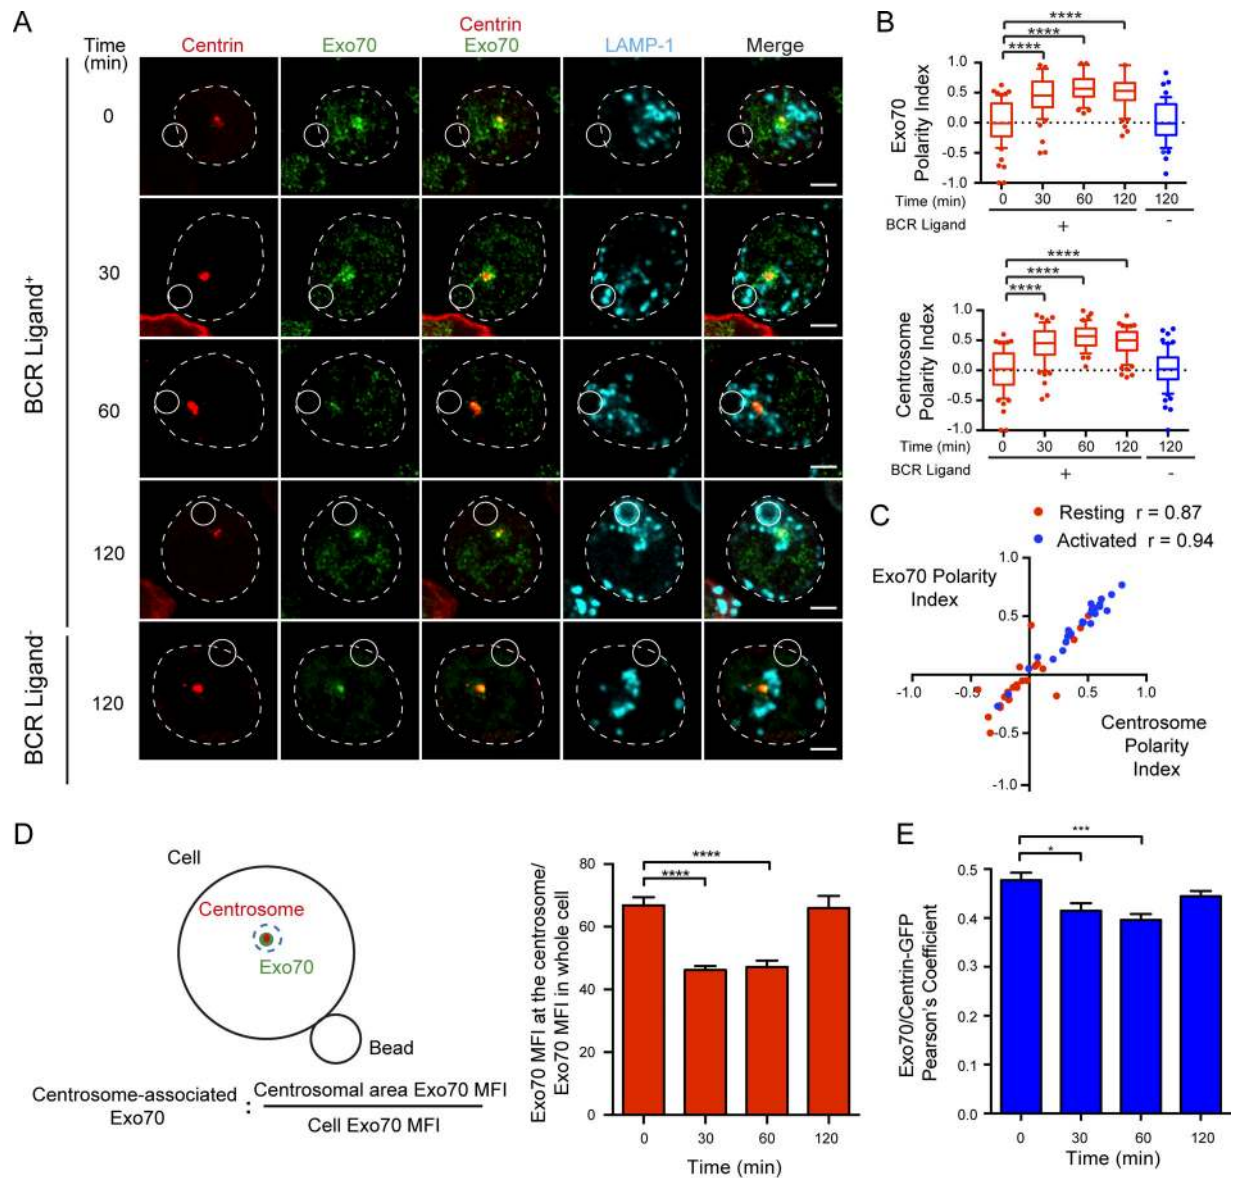 A
Time
(min)
Centrin
Exo70
Centrin
Exo70
LAMP-1
Merge
BCR Ligand+
0
30
60
120
BCR Ligand-
120
B
****
****
****
Exo70
Polarity Index
1.0
0.5
0.0
-0.5
-1.0
Time (min)
0
30
60
120
120
BCR Ligand
+
-
****
****
****
Centrosome
Polarity Index
1.0
0.5
0.0
-0.5
-1.0
Time (min)
0
30
60
120
120
BCR Ligand
+
-
C
Resting r = 0.87
Activated r = 0.94
Exo70 Polarity
Index
1.0
0.5
-1.0
-0.5
0.5
1.0
-0.5
-1.0
Centrosome
Polarity
Index
D
Cell
Centrosome
Exo70
Bead
Centrosome-associated
Exo70
:
Centrosomal area Exo70 MFI
Cell Exo70 MFI
Exo70 MFI at the centrosome/
Exo70 MFI in whole cell
80
60
40
20
0
****
****
0
30
60
120
Time (min)
E
Exo70/Centrin-GFP
Pearson's Coefficient
0.5
0.4
0.5
0.2
0.1
0.0
***
*
0
30
60
120
Time (min)